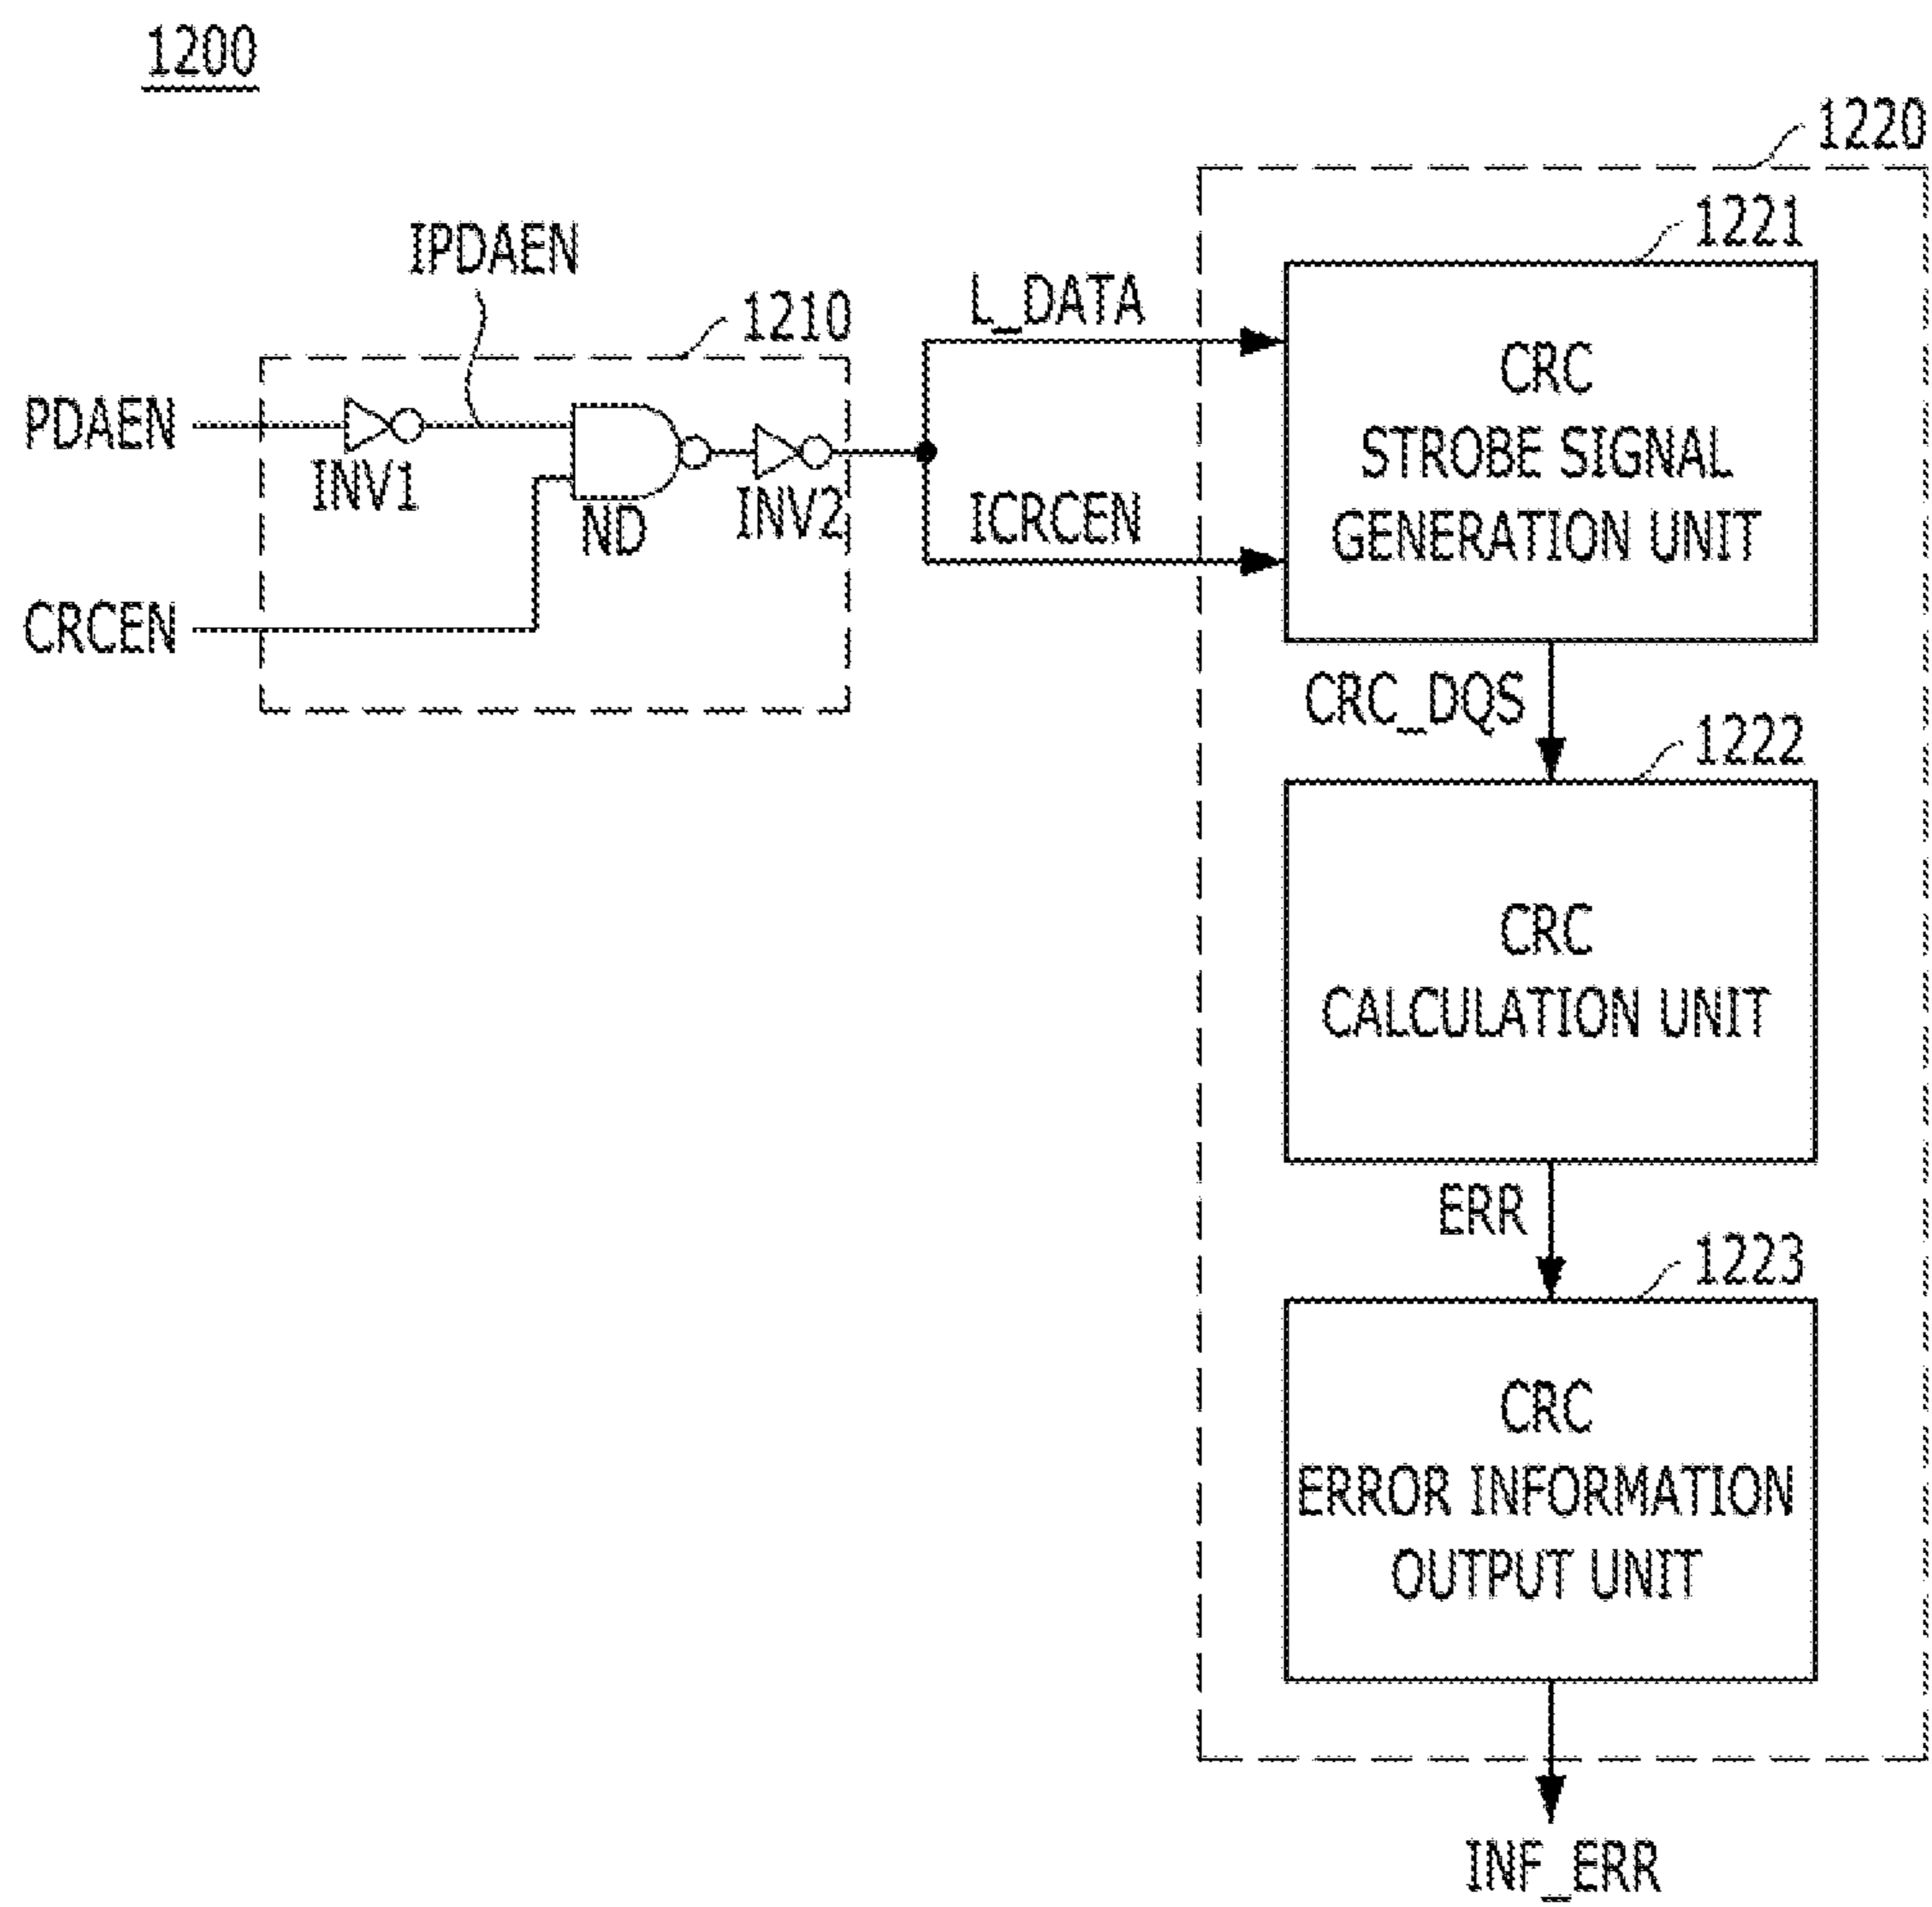 1200
1220
1221
IPDAEN
1210
L_DATA
CRC
STROBE SIGNAL
GENERATION UNIT
PDAEN
INV1
ND
INV2
ICRCEN
CRCEN
CRC_DQS
1222
CRC
CALCULATION UNIT
ERR
1223
CRC
ERROR INFORMATION
OUTPUT UNIT
INF_ERR